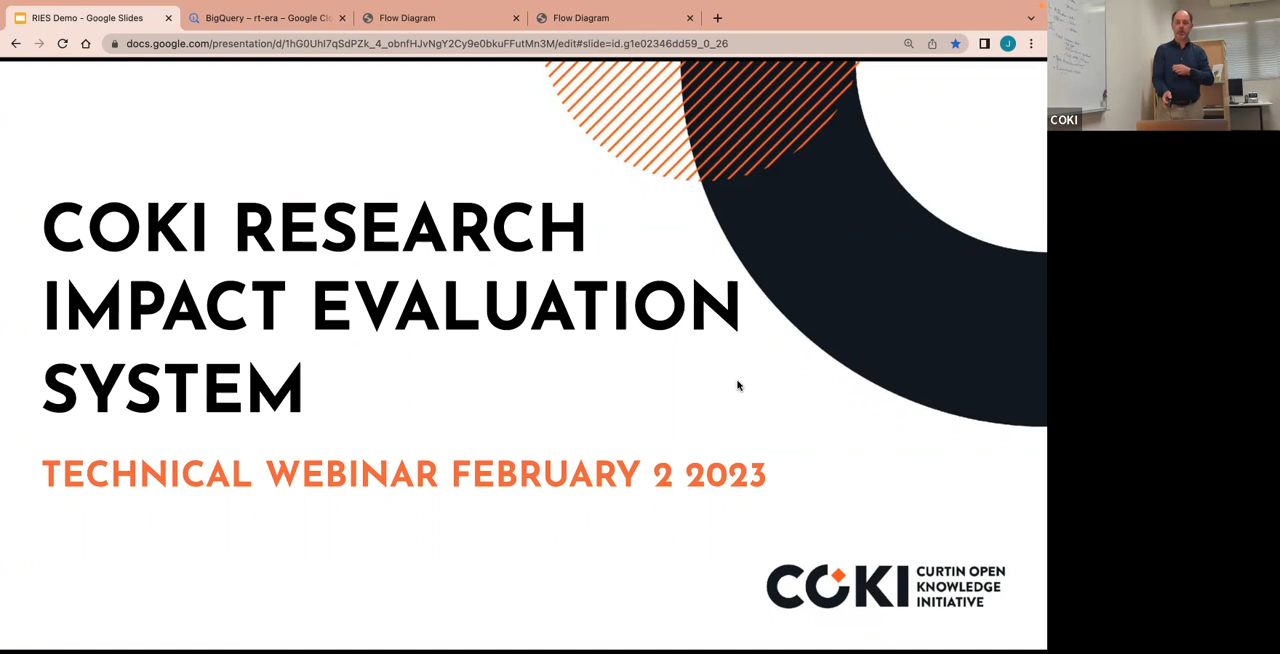 RIES Demo - Google Slides
BigQuery – rt-era – Google Cl
Flow Diagram
Flow Diagram
docs.google.com/presentation/d/1hG0UhI7qSdPZk_4_obnfHJvNgY2Cy9e0bkuFFutMn3M/edit#slide=id.g1e02346dd59_0_26
J
COKI
COKI RESEARCH
IMPACT EVALUATION
SYSTEM
TECHNICAL WEBINAR FEBRUARY 2 2023
COKI
CURTIN OPEN
KNOWLEDGE
INITIATIVE